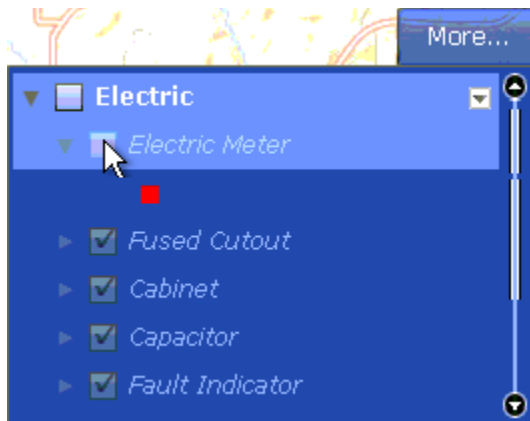 More...
Electric
Electric Meter
Fused Cutout
Cabinet
Capacitor
Fault Indicator